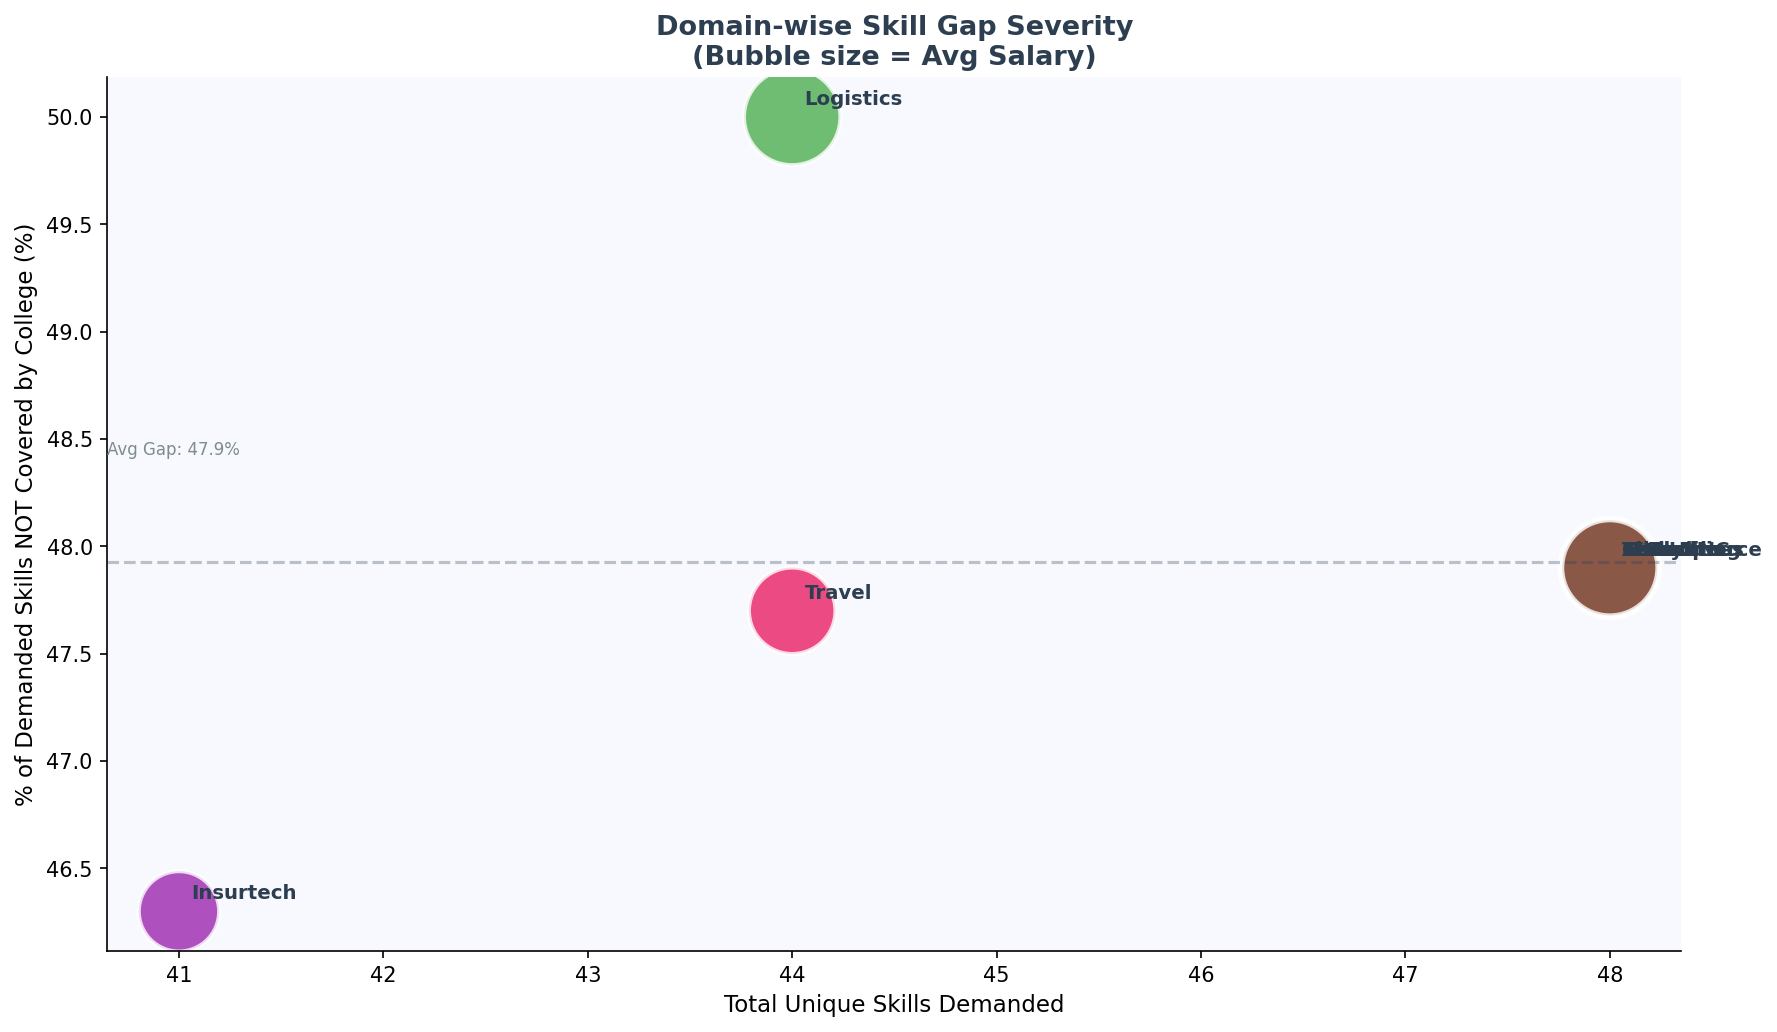 Domain-wise Skill Gap Severity
(Bubble size = Avg Salary)
% of Demanded Skills NOT Covered by College (%)
50.0
49.5
49.0
48.5
48.0
47.5
47.0
46.5
Logistics
Avg Gap: 47.9%
Travel
Insurtech
41
42
43
44
45
46
47
48
Total Unique Skills Demanded